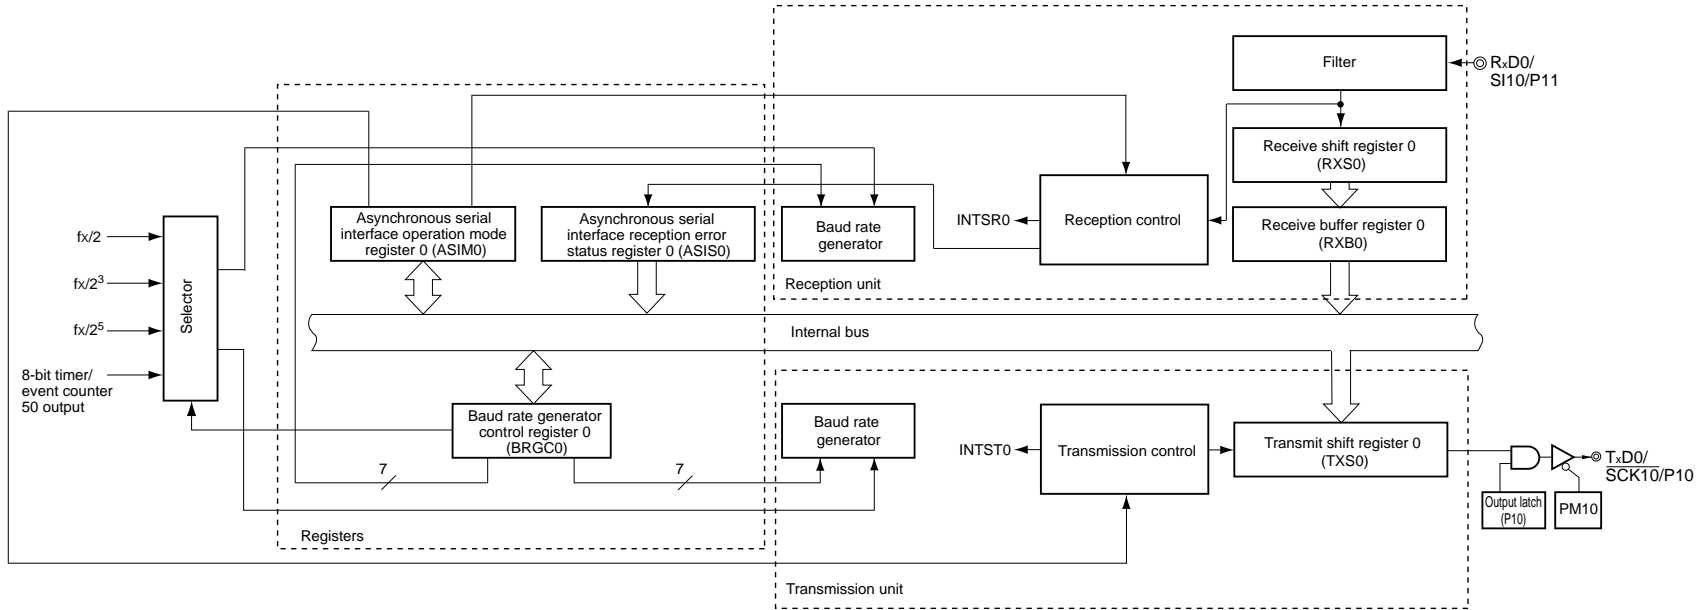 Filter
RxD0/
SI10/P11
Receive shift register 0
(RXS0)
Asynchronous serial
interface operation mode
register 0 (ASIM0)
Asynchronous serial
interface reception error
status register 0 (ASIS0)
Baud rate
generator
INTSR0
Reception control
Receive buffer register 0
(RXB0)
Reception unit
fx/2
fx/2³
fx/2⁵
8-bit timer/
event counter
50 output
Selector
Internal bus
Baud rate generator
control register 0
(BRGC0)
7
7
Registers
Baud rate
generator
INTST0
Transmission control
Transmit shift register 0
(TXS0)
TxD0/
SCK10/P10
Output latch
(P10)
PM10
Transmission unit